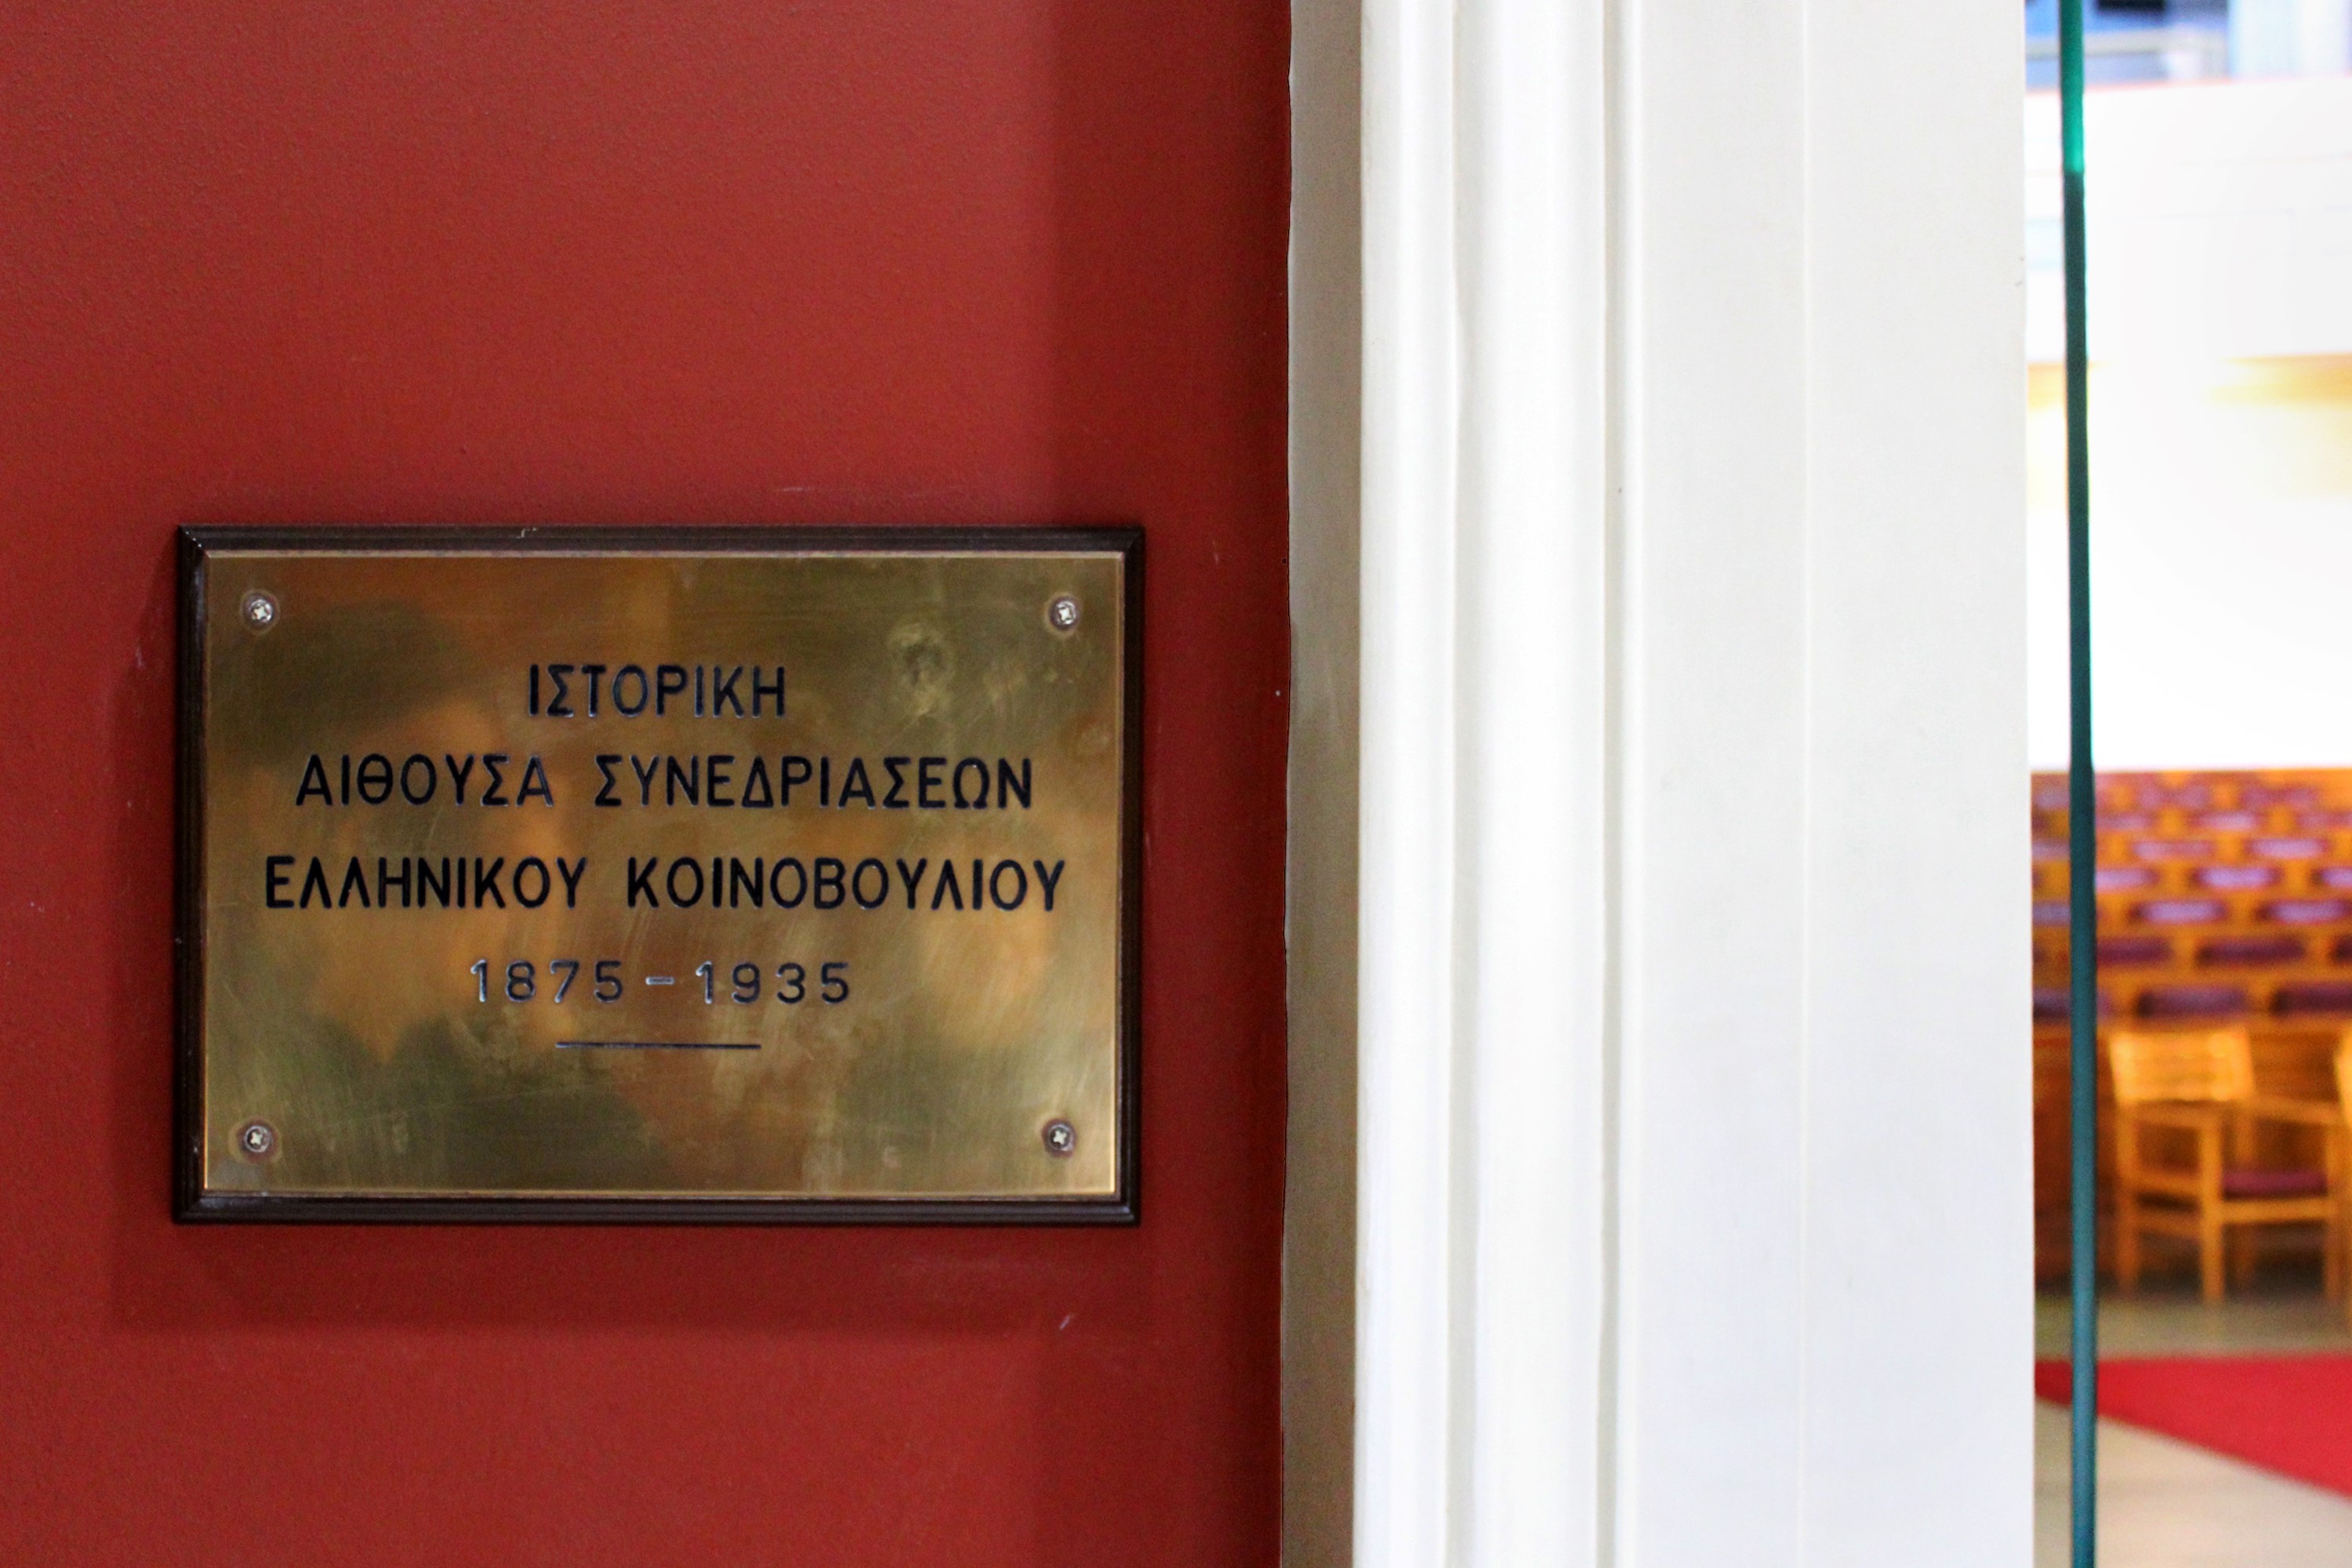 ΙΣΤΟΡΙΚΗ
ΑΙΘΟΥΣΑ ΣΥΝΕΔΡΙΑΣΕΩΝ
ΕΛΛΗΝΙΚΟΥ ΚΟΙΝΟΒΟΥΛΙΟΥ
1875-1935